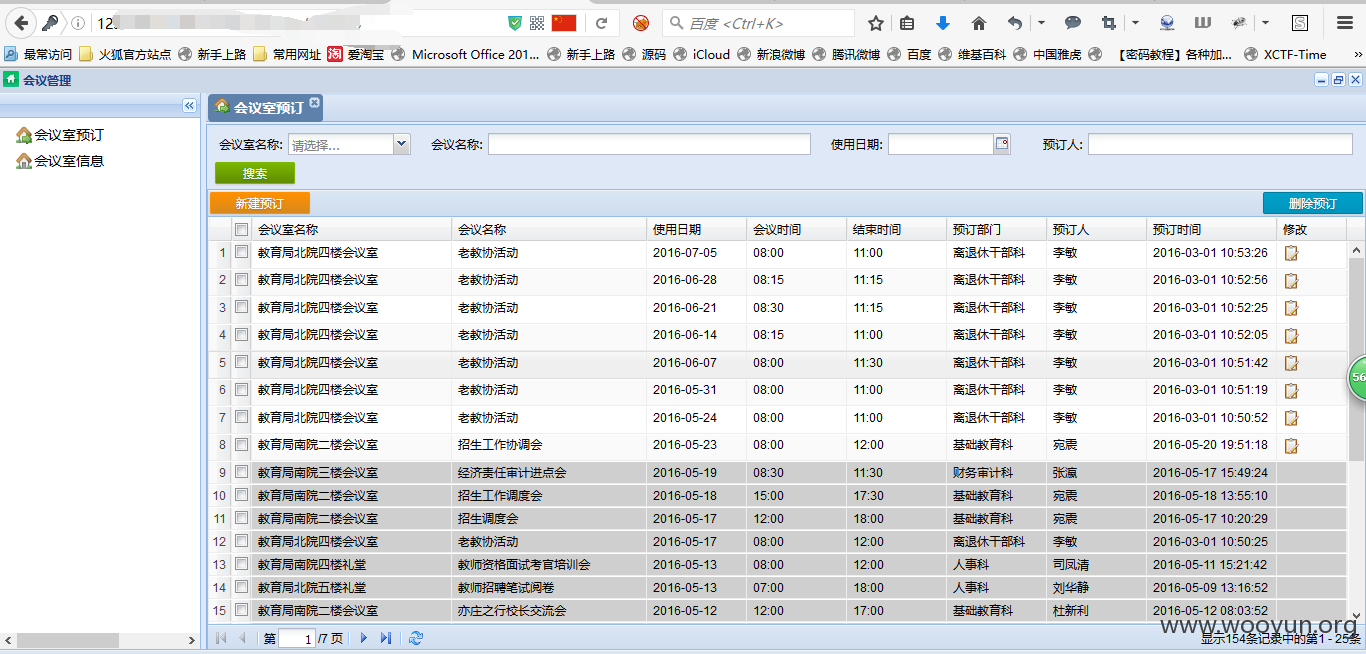 12
百度 <Ctrl+K>
最常访问 火狐官方站点 新手上路 常用网址 淘 爱淘宝 Microsoft Office 201... 新手上路 源码 iCloud 新浪微博 腾讯微博 百度 维基百科 中国雅虎 【密码教程】各种加... XCTF-Time »
会议管理
会议室预订
会议室信息
会议室预订
会议室名称: 请选择... 会议名称: 使用日期: 预订人:
搜索
新建预订 删除预订
会议室名称 会议名称 使用日期 会议时间 结束时间 预订部门 预订人 预订时间 修改
1 教育局北院四楼会议室 老教协活动 2016-07-05 08:00 11:00 离退休干部科 李敏 2016-03-01 10:53:26
2 教育局北院四楼会议室 老教协活动 2016-06-28 08:15 11:15 离退休干部科 李敏 2016-03-01 10:52:56
3 教育局北院四楼会议室 老教协活动 2016-06-21 08:30 11:15 离退休干部科 李敏 2016-03-01 10:52:25
4 教育局北院四楼会议室 老教协活动 2016-06-14 08:15 11:00 离退休干部科 李敏 2016-03-01 10:52:05
5 教育局北院四楼会议室 老教协活动 2016-06-07 08:00 11:30 离退休干部科 李敏 2016-03-01 10:51:42
6 教育局北院四楼会议室 老教协活动 2016-05-31 08:00 11:00 离退休干部科 李敏 2016-03-01 10:51:19
7 教育局北院四楼会议室 老教协活动 2016-05-24 08:00 11:00 离退休干部科 李敏 2016-03-01 10:50:52
8 教育局南院二楼会议室 招生工作协调会 2016-05-23 08:00 12:00 基础教育科 宛震 2016-05-20 19:51:18
9 教育局南院三楼会议室 经济责任审计进点会 2016-05-19 08:30 11:30 财务审计科 张瀛 2016-05-17 15:49:24
10 教育局南院二楼会议室 招生工作调度会 2016-05-18 15:00 17:30 基础教育科 宛震 2016-05-18 13:55:10
11 教育局南院二楼会议室 招生调度会 2016-05-17 12:00 18:00 基础教育科 宛震 2016-05-17 10:20:29
12 教育局北院四楼会议室 老教协活动 2016-05-17 08:00 12:00 离退休干部科 李敏 2016-03-01 10:50:25
13 教育局南院四楼礼堂 教师资格面试考官培训会 2016-05-13 08:00 12:00 人事科 司凤清 2016-05-11 15:21:42
14 教育局北院五楼礼堂 教师招聘笔试阅卷 2016-05-13 07:00 18:00 人事科 刘华静 2016-05-09 13:16:52
15 教育局南院二楼会议室 亦庄之行校长交流会 2016-05-12 12:00 17:00 基础教育科 杜新利 2016-05-12 08:03:52
56
第 1 /7 页
显示154条记录中的第1 - 25条
www.wooyun.org